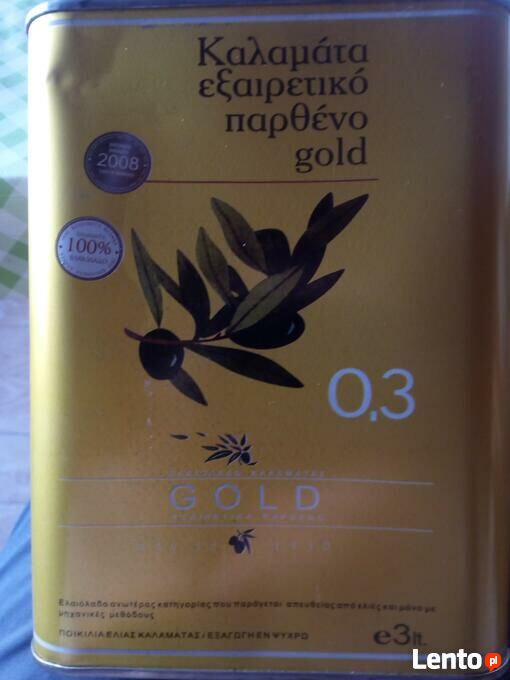 Καλαμάτα
εξαιρετικό
παρθένο
gold
2008
100%
ΕΛΑΙΟΛΑΔΟ
0,3
GOLD
Ελαιόλαδο ανωτέρας κατηγορίας που παράγεται απευθείας από ελιές και μόνο με
μηχανικές μεθόδους
ΠΟΙΚΙΛΙΑ ΕΛΙΑΣ ΚΑΛΑΜΑΤΑΣ / ΕΞΑΓΩΓΗ ΕΝ ΨΥΧΡΩ
e3lt.
Lento pl